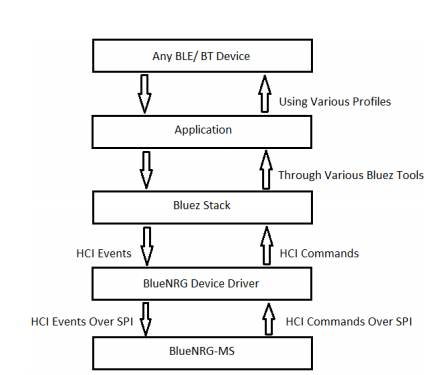 Any BLE/ BT Device
Using Various Profiles
Application
Through Various Bluez Tools
Bluez Stack
HCI Events
HCI Commands
BlueNRG Device Driver
HCI Events Over SPI
HCI Commands Over SPI
BlueNRG-MS